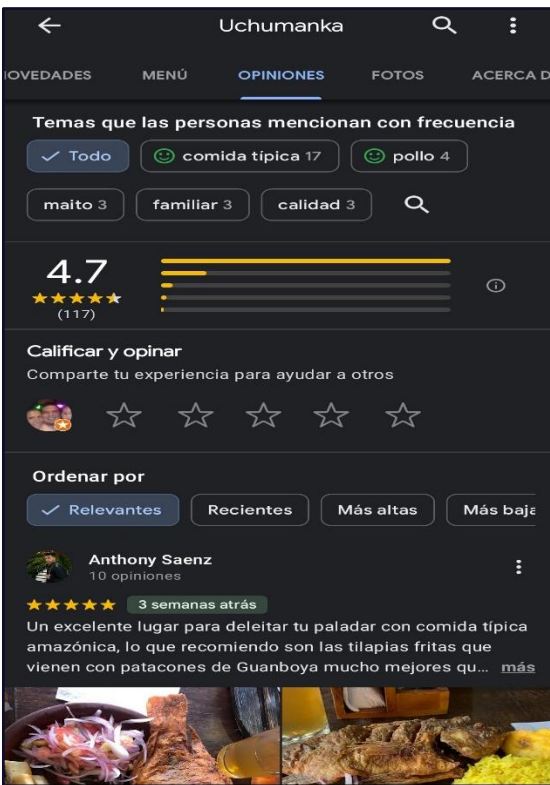 Uchumanka
OVEDADES MENÚ OPINIONES FOTOS ACERCA D
Temas que las personas mencionan con frecuencia
Todo comida típica 17 pollo 4
maito 3 familiar 3 calidad 3
4.7
(117)
Calificar y opinar
Comparte tu experiencia para ayudar a otros
Ordenar por
Relevantes Recientes Más altas Más baja
Anthony Saenz
10 opiniones
3 semanas atrás
Un excelente lugar para deleitar tu paladar con comida típica
amazónica, lo que recomiendo son las tilapias fritas que
vienen con patacones de Guanboya mucho mejores qu... más